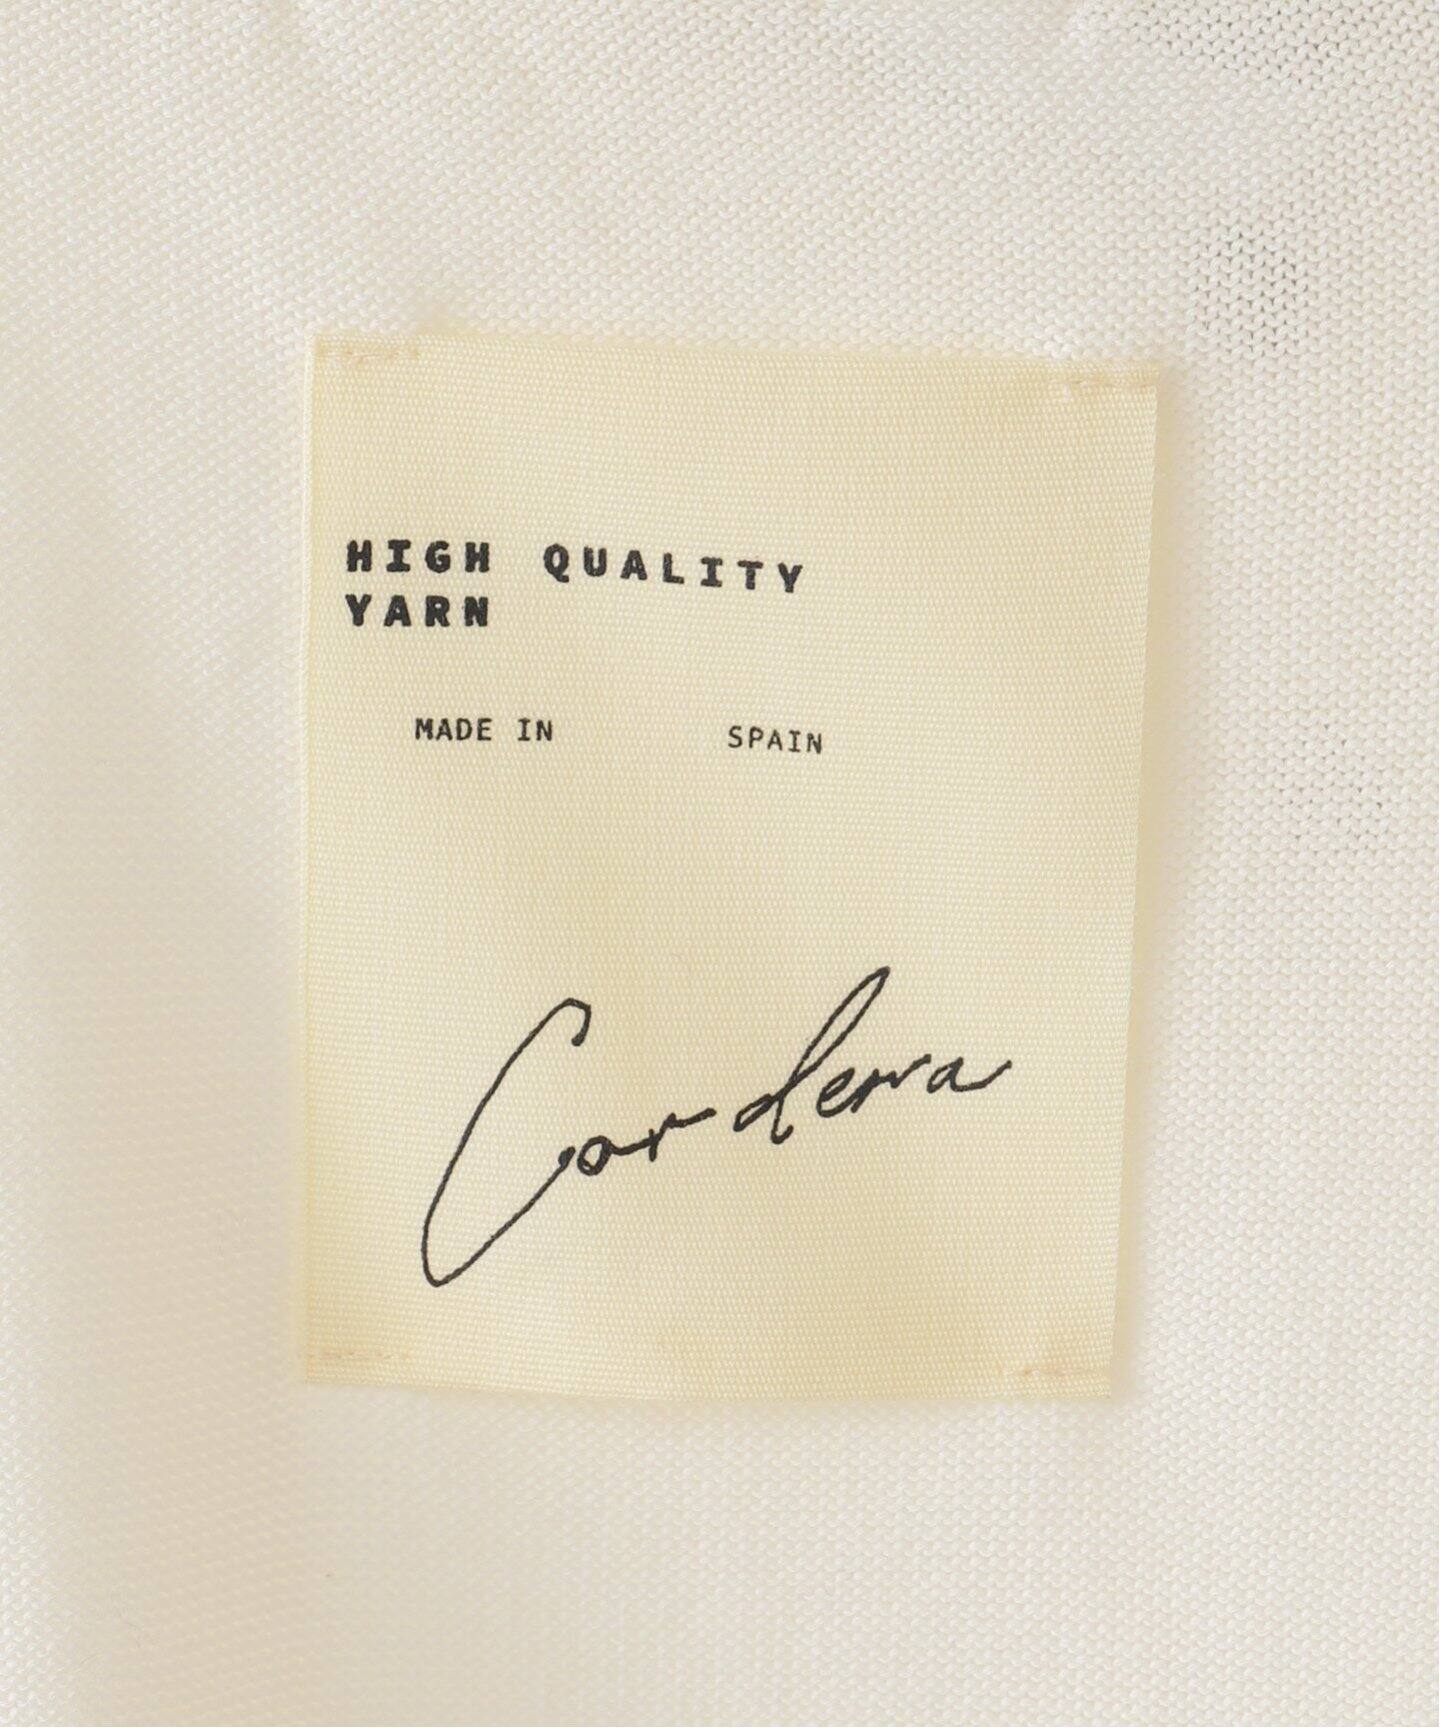 HIGH QUALITY
YARN
MADE IN SPAIN
Cordera